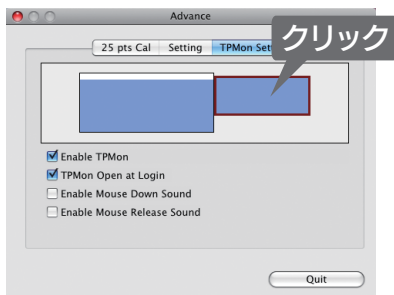 Advance
クリック
25 pts Cal
Setting
TPMon Set
Enable TPMon
TPMon Open at Login
Enable Mouse Down Sound
Enable Mouse Release Sound
Quit